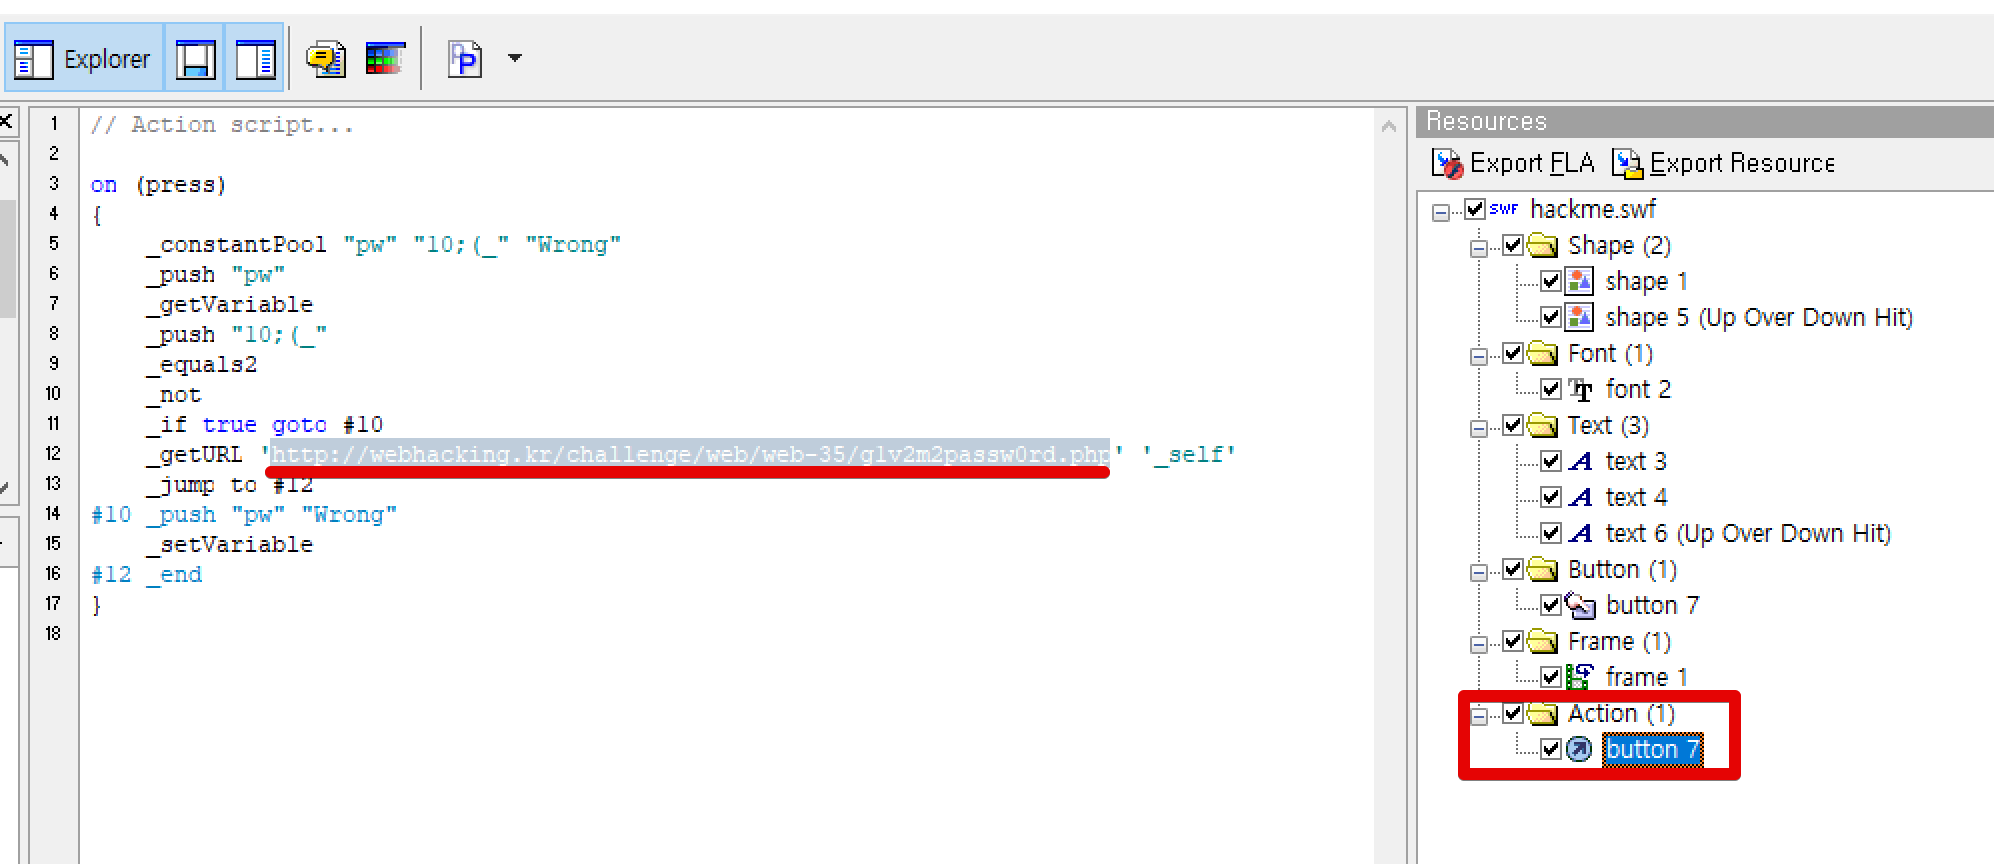 Explorer
1 // Action script...
2
3 on (press)
4 {
5 _constantPool "pw" "10;(_" "Wrong"
6 _push "pw"
7 _getVariable
8 _push "10;(_"
9 _equals2
10 _not
11 _if true goto #10
12 _getURL 'http://webhacking.kr/challenge/web/web-35/g1v2m2passw0rd.php' '_self'
13 _jump to #12
14 #10 _push "pw" "Wrong"
15 _setVariable
16 #12 _end
17 }
18
Resources
Export FLA Export Resource
SWF hackme.swf
Shape (2)
shape 1
shape 5 (Up Over Down Hit)
Font (1)
font 2
Text (3)
text 3
text 4
text 6 (Up Over Down Hit)
Button (1)
button 7
Frame (1)
frame 1
Action (1)
button 7